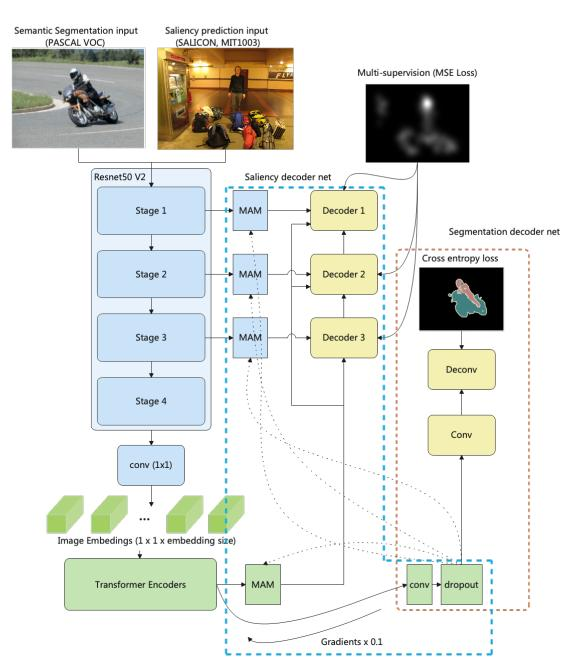 Semantic Segmentation input
(PASCAL VOC)
Saliency prediction input
(SALICON, MIT1003)
FLY
Multi-supervision (MSE Loss)
Resnet50 V2
Saliency decoder net
Stage 1
MAM
Decoder 1
Segmentation decoder net
Stage 2
MAM
Decoder 2
Cross entropy loss
Stage 3
MAM
Decoder 3
Deconv
Stage 4
Conv
conv (1x1)
...
Image Embedings (1 x 1 x embedding size)
Transformer Encoders
MAM
conv
dropout
Gradients x 0.1